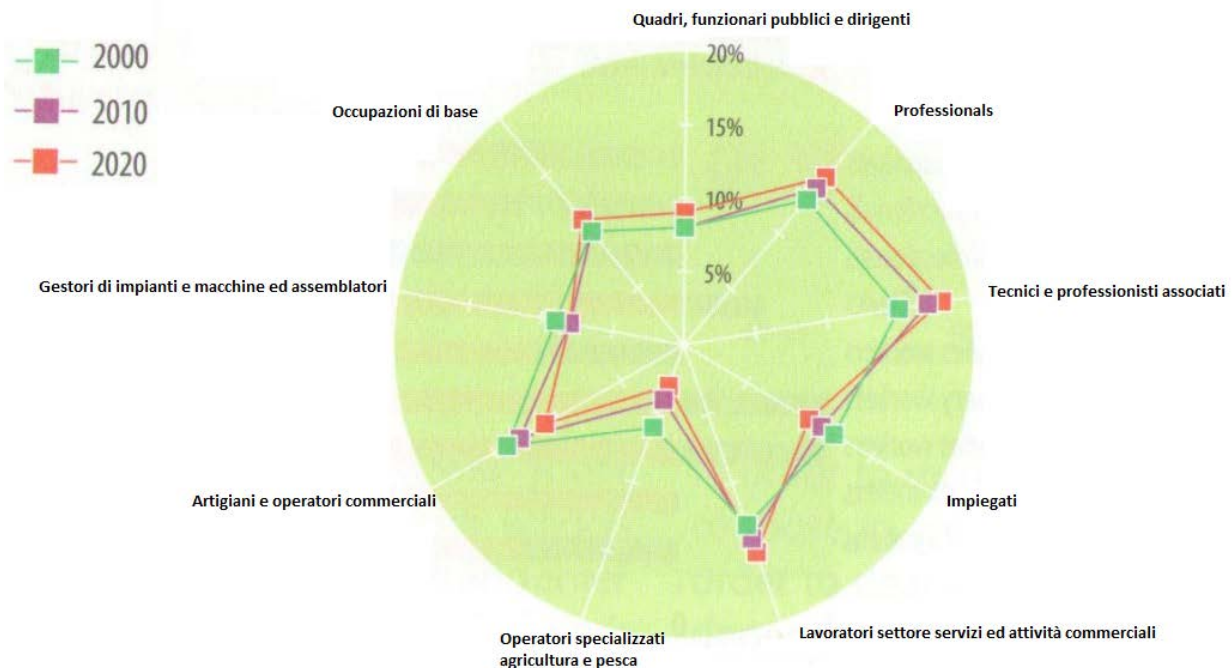 Quadri, funzionari pubblici e dirigenti
2000
2010
2020
20%
15%
10%
5%
Professionals
Tecnici e professionisti associati
Impiegati
Lavoratori settore servizi ed attività commerciali
Operatori specializzati
agricoltura e pesca
Artigiani e operatori commerciali
Gestori di impianti e macchine ed assemblatori
Occupazioni di base